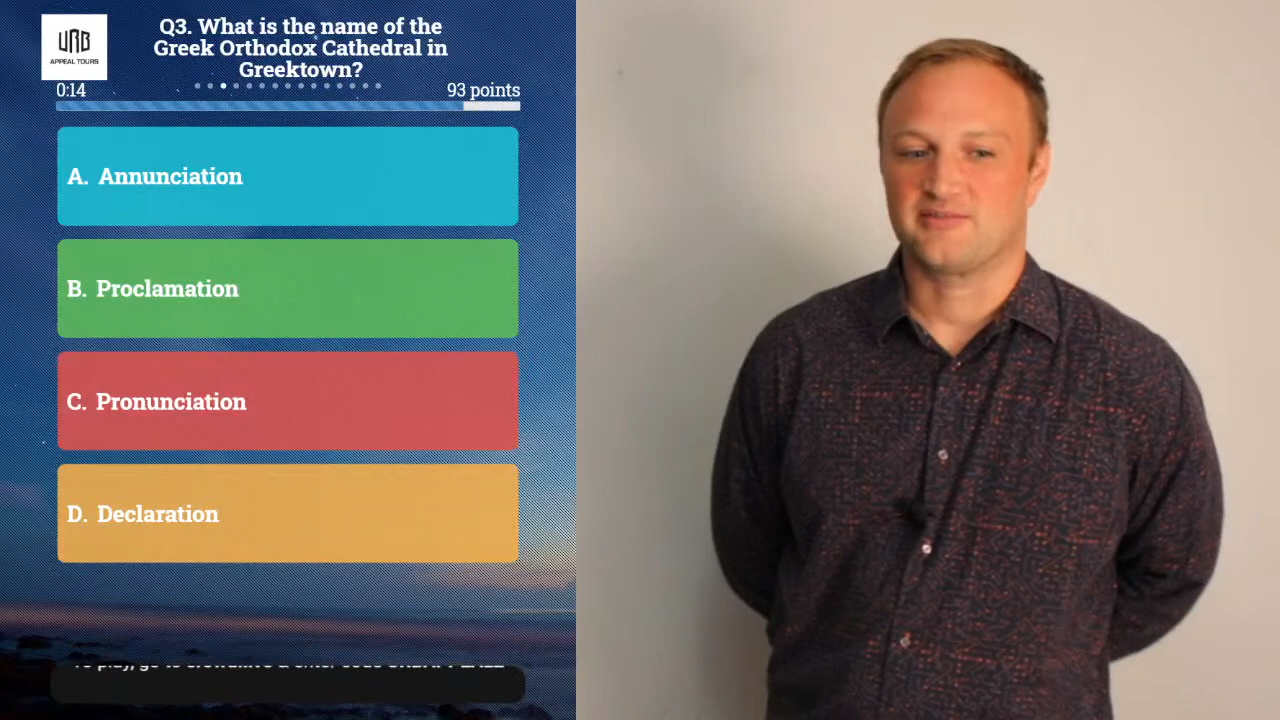 URB
APPEAL TOURS
Q3. What is the name of the
Greek Orthodox Cathedral in
Greektown?
0:14
93 points
A. Annunciation
B. Proclamation
C. Pronunciation
D. Declaration